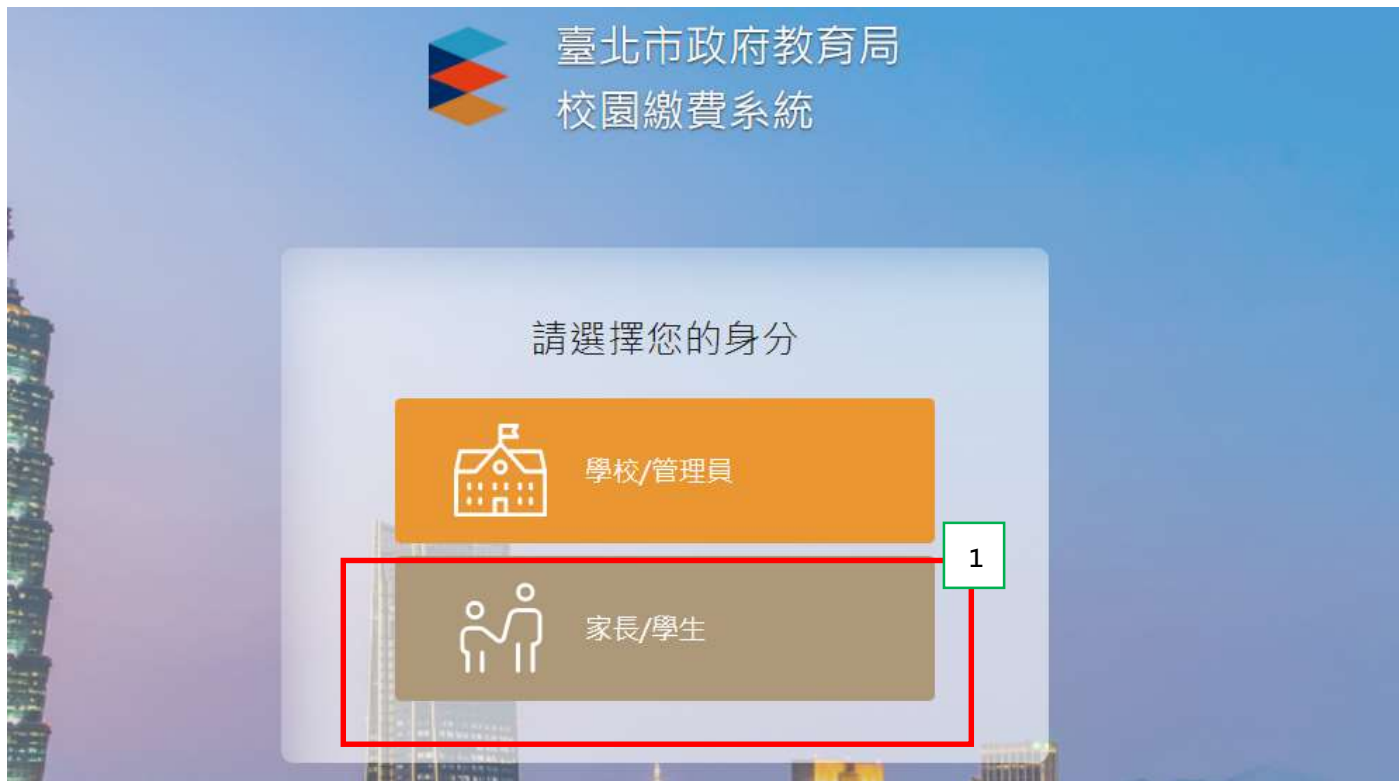 臺北市政府教育局
校園繳費系統
請選擇您的身分
學校/管理員
1
家長/學生